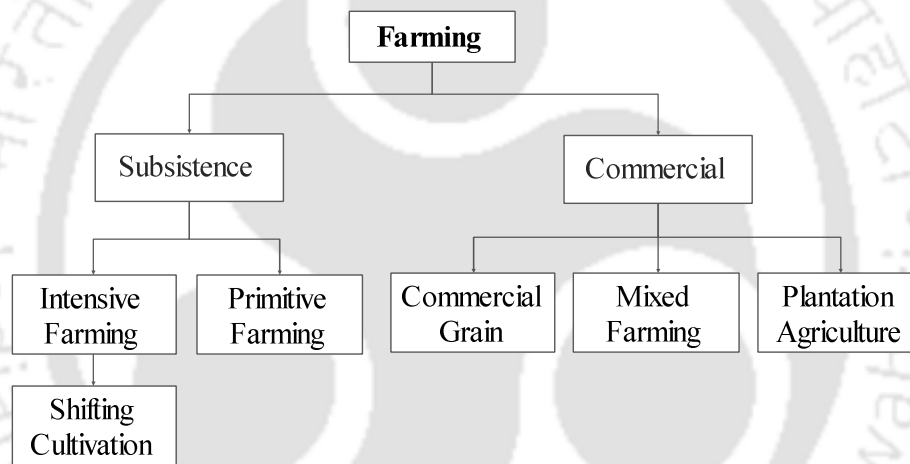 Farming
Subsistence
Commercial
Intensive
Farming
Primitive
Farming
Commercial
Grain
Mixed
Farming
Plantation
Agriculture
Shifting
Cultivation